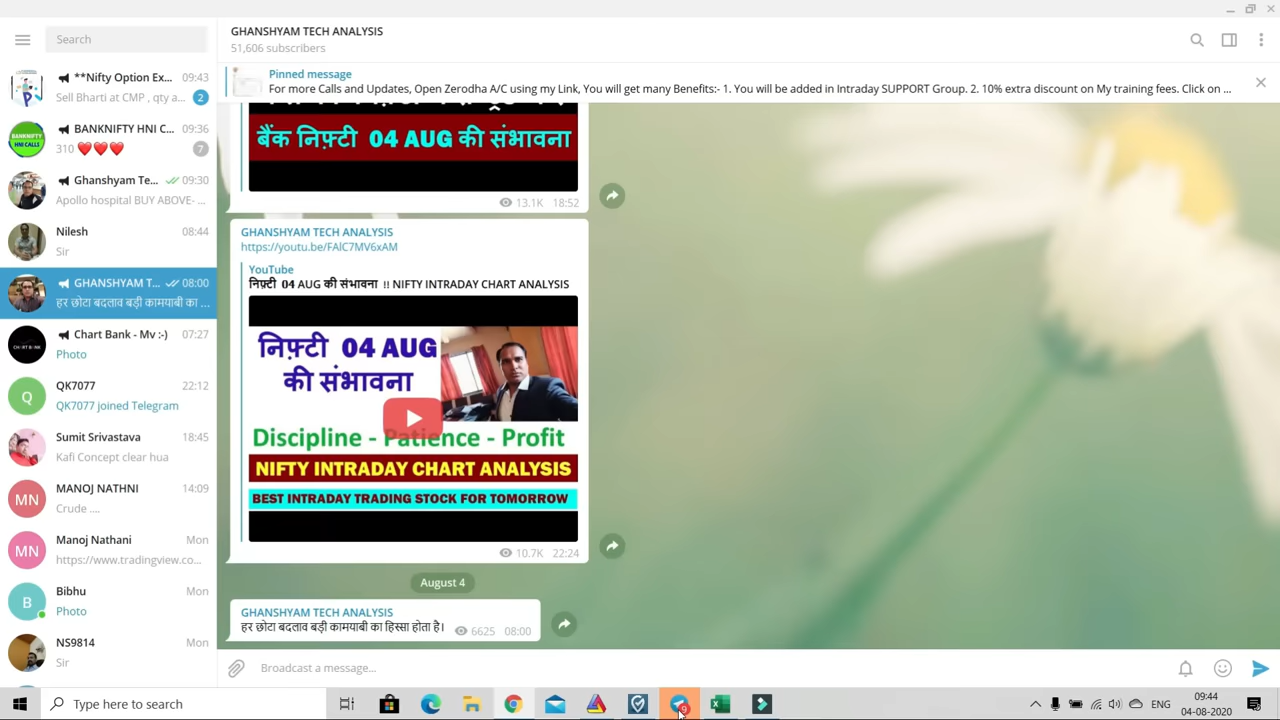 Search
**Nifty Option Ex... 09:43
Sell Bharti at CMP , qty a... 2
BANKNIFTY HNI C... 09:36
310 ❤️❤️❤️ 7
BANKNIFTY
HNI CALLS
Ghanshyam Te... 09:30
Apollo hospital BUY ABOVE- ...
Nilesh 08:44
Sir
GHANSHYAM T... 08:00
हर छोटा बदलाव बड़ी कामयाबी का ...
Chart Bank - Mv :-) 07:27
Photo
Q QK7077 22:12
QK7077 joined Telegram
Sumit Srivastava 18:45
Kafi Concept clear hua
MN MANOJ NATHNI 14:09
Crude ....
MN Manoj Nathani Mon
https://www.tradingview.co...
B Bibhu Mon
Photo
NS9814 Mon
Sir
GHANSHYAM TECH ANALYSIS
51,606 subscribers
Pinned message
For more Calls and Updates, Open Zerodha A/C using my Link, You will get many Benefits:- 1. You will be added in Intraday SUPPORT Group. 2. 10% extra discount on My training fees. Click on ...
बैंक निफ़्टी 04 AUG की संभावना
13.1K 18:52
GHANSHYAM TECH ANALYSIS
https://youtu.be/FAlC7MV6xAM
YouTube
निफ़्टी 04 AUG की संभावना !! NIFTY INTRADAY CHART ANALYSIS
निफ़्टी 04 AUG
की संभावना
Discipline - Patience - Profit
NIFTY INTRADAY CHART ANALYSIS
BEST INTRADAY TRADING STOCK FOR TOMORROW
10.7K 22:24
August 4
GHANSHYAM TECH ANALYSIS
हर छोटा बदलाव बड़ी कामयाबी का हिस्सा होता है। 6625 08:00
Broadcast a message...
Type here to search
ENG
09:44
04-08-2020